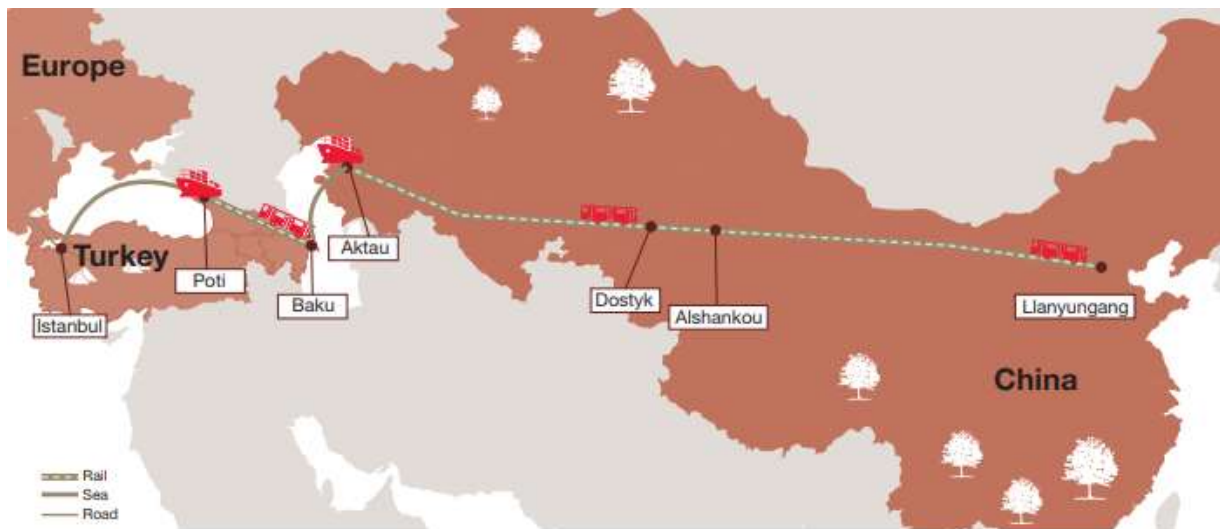 Europe
Turkey
Istanbul
Poti
Baku
Aktau
Dostyk
Alshankou
Llanyungang
China
Rail
Sea
Road